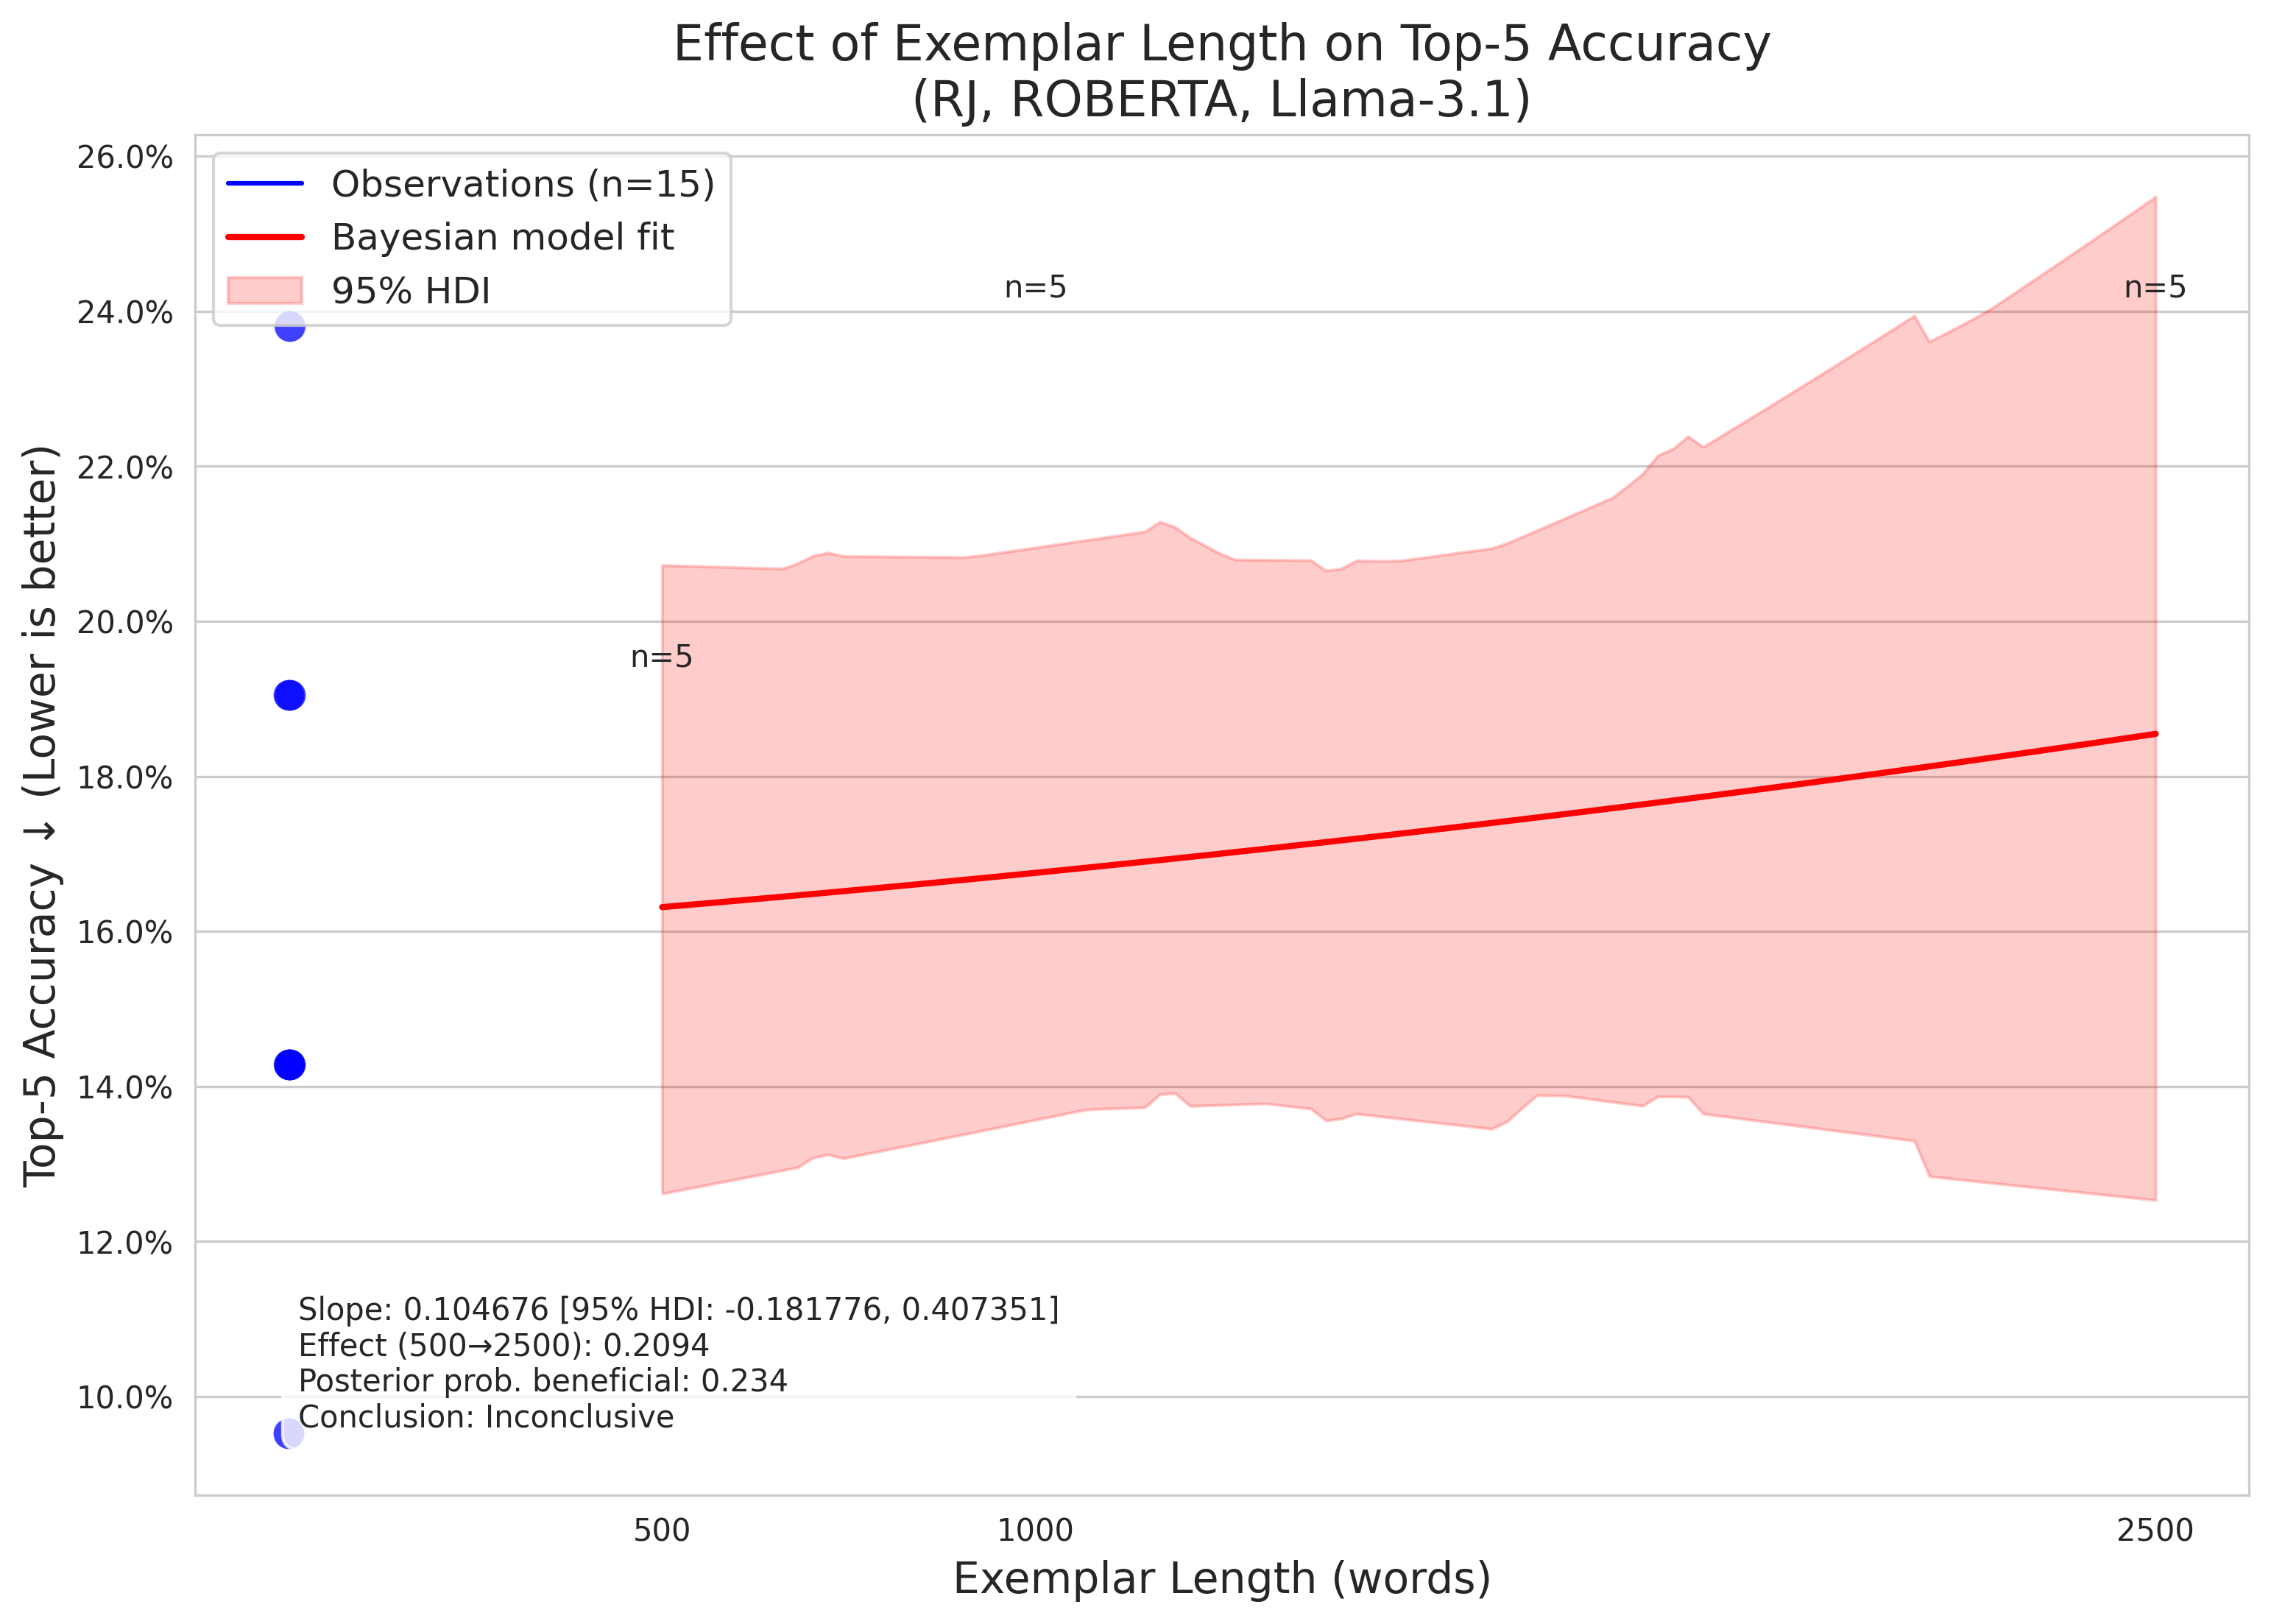 Effect of Exemplar Length on Top-5 Accuracy
(RJ, ROBERTA, Llama-3.1)
Top-5 Accuracy ↓ (Lower is better)
26.0%
24.0%
22.0%
20.0%
18.0%
16.0%
14.0%
12.0%
10.0%
Observations (n=15)
Bayesian model fit
95% HDI
n=5
n=5
n=5
Slope: 0.104676 [95% HDI: -0.181776, 0.407351]
Effect (500→2500): 0.2094
Posterior prob. beneficial: 0.234
Conclusion: Inconclusive
500
1000
2500
Exemplar Length (words)